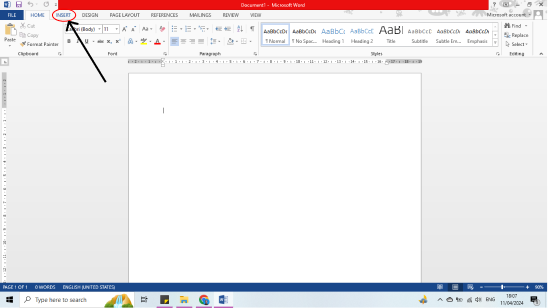 Document1 - Microsoft Word
FILE HOME INSERT DESIGN PAGE LAYOUT REFERENCES MAILINGS REVIEW VIEW Microsoft account
Cut
Copy
Paste
Format Painter
Clipboard
(Body) 11
Font
Paragraph
AaBbCcDc AaBbCcDc AaBbCc AaBbCcC AaBl AaBbCcD AaBbCcDc AaBbCcDc
¶ Normal ¶ No Spac... Heading 1 Heading 2 Title Subtitle Subtle Em... Emphasis
Styles
Find
Replace
Select
Editing
PAGE 1 OF 1 0 WORDS ENGLISH (UNITED STATES) 90%
Type here to search
ENG
18:07
11/04/2024